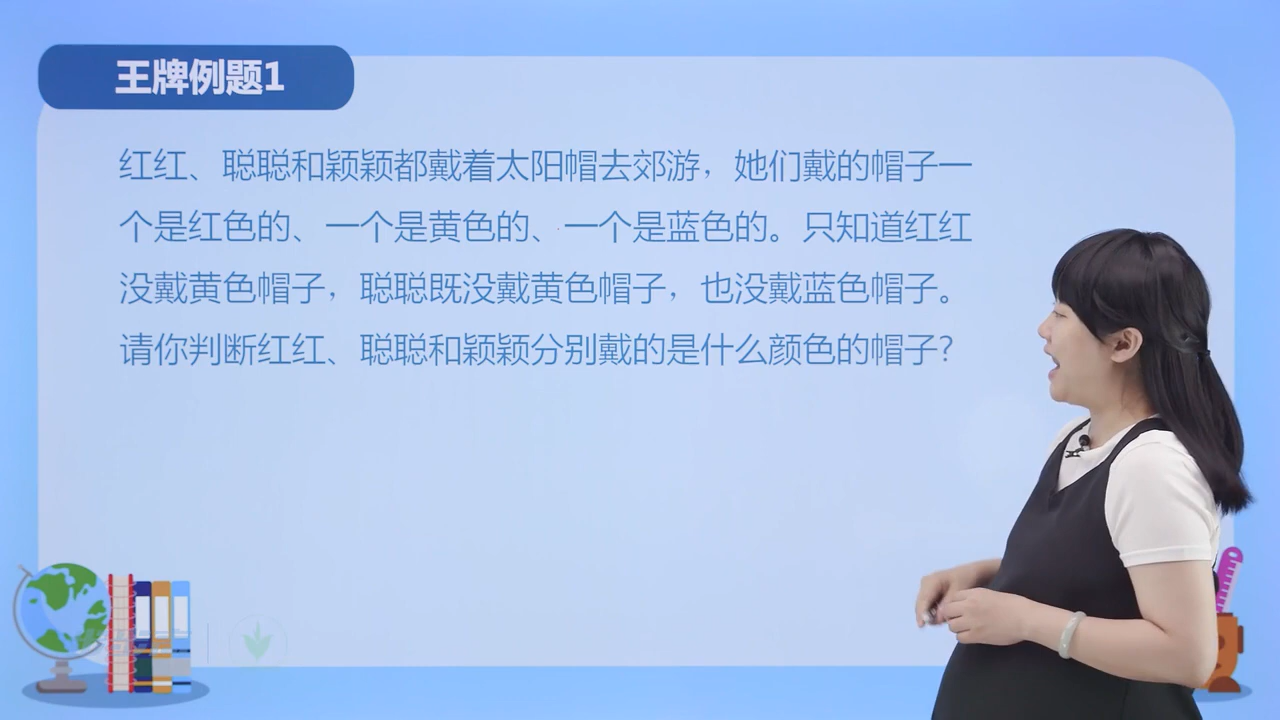 王牌例题1
红红、聪聪和颖颖都戴着太阳帽去郊游，她们戴的帽子一
个是红色的、一个是黄色的、一个是蓝色的。只知道红红
没戴黄色帽子，聪聪既没戴黄色帽子，也没戴蓝色帽子。
请你判断红红、聪聪和颖颖分别戴的是什么颜色的帽子?